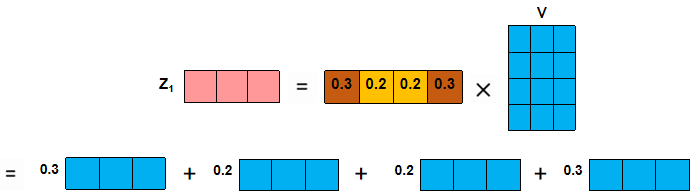 V
Z₁ = 0.3 0.2 0.2 0.3 ×
= 0.3 + 0.2 + 0.2 + 0.3